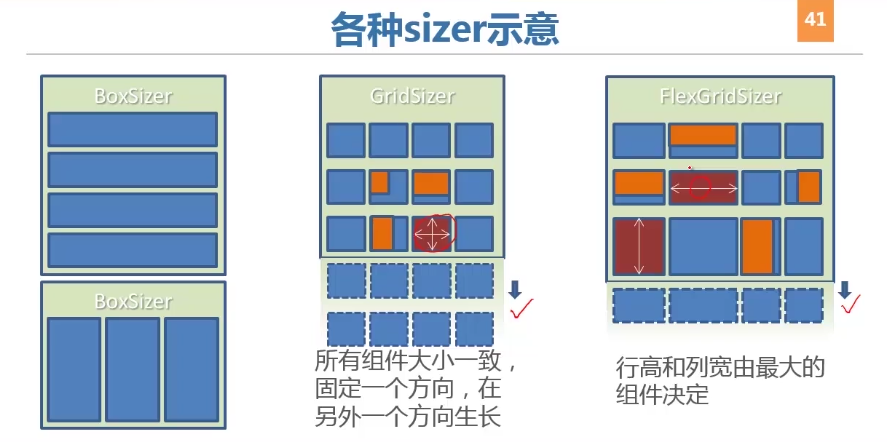 各种sizer示意
41
BoxSizer
BoxSizer
GridSizer
所有组件大小一致，
固定一个方向，在
另外一个方向生长
FlexGridSizer
行高和列宽由最大的
组件决定